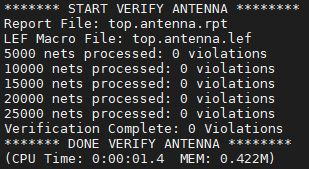 ******* START VERIFY ANTENNA ********
Report File: top.antenna.rpt
LEF Macro File: top.antenna.lef
5000 nets processed: 0 violations
10000 nets processed: 0 violations
15000 nets processed: 0 violations
20000 nets processed: 0 violations
25000 nets processed: 0 violations
Verification Complete: 0 Violations
******* DONE VERIFY ANTENNA ********
(CPU Time: 0:00:01.4  MEM: 0.422M)